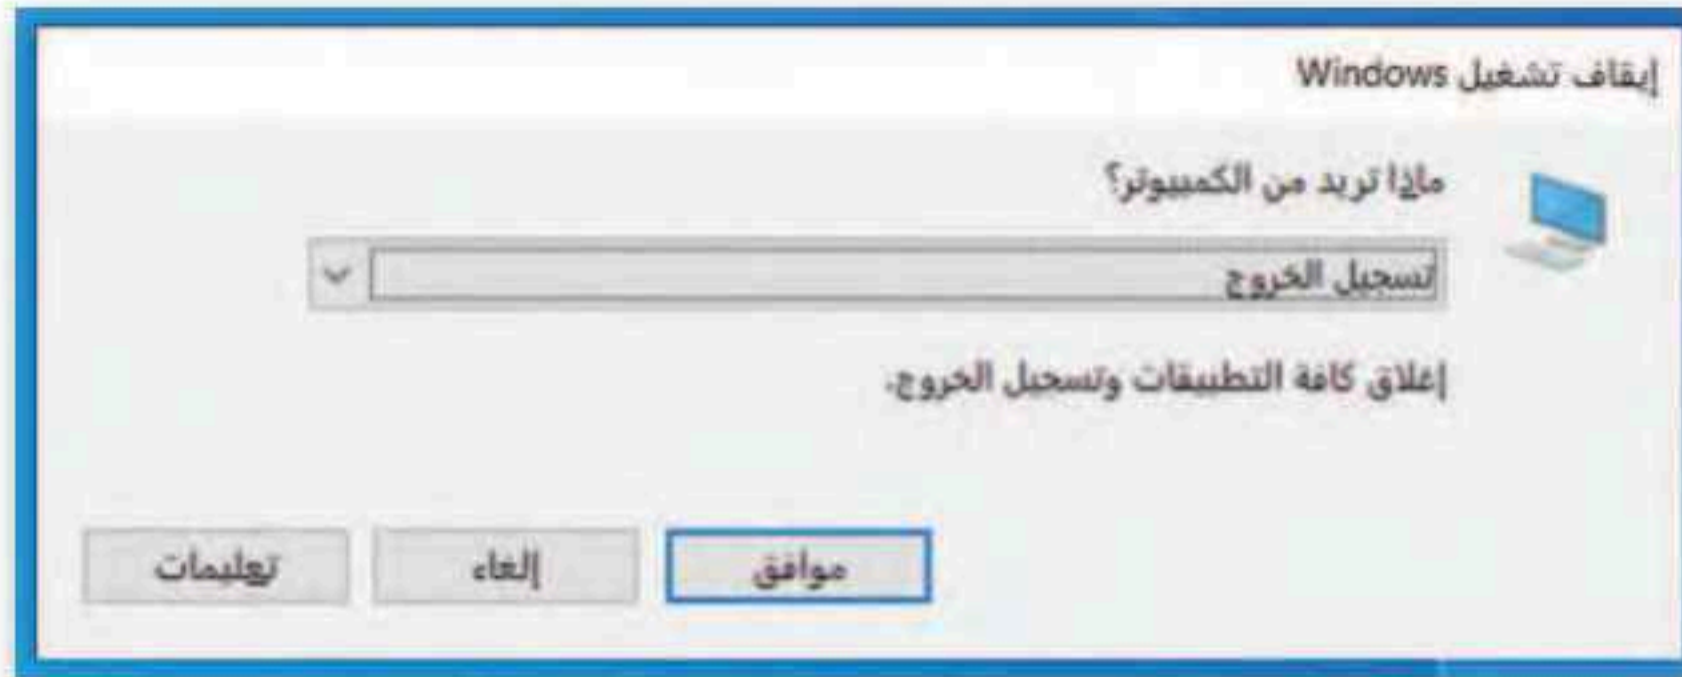 إيقاف تشغيل Windows
ماذا تريد من الكمبيوتر؟
تسجيل الخروج
إغلاق كافة التطبيقات وتسجيل الخروج.
موافق
إلغاء
تعليمات